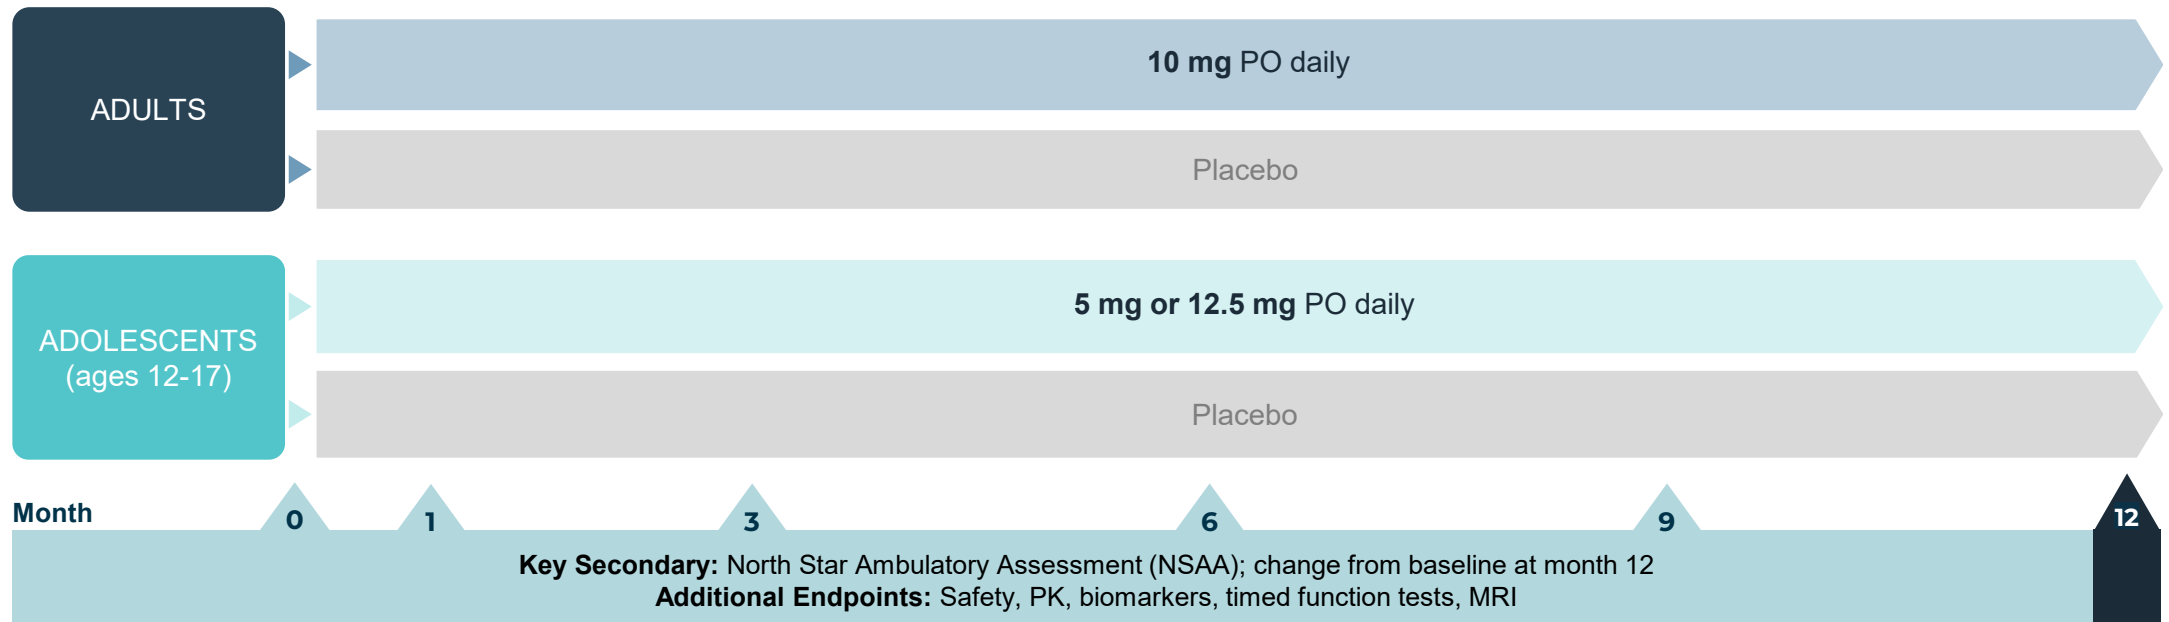 ADULTS
10 mg PO daily
Placebo
ADOLESCENTS
(ages 12-17)
5 mg or 12.5 mg PO daily
Placebo
Month
0 1 3 6 9 12
Key Secondary: North Star Ambulatory Assessment (NSAA); change from baseline at month 12
Additional Endpoints: Safety, PK, biomarkers, timed function tests, MRI